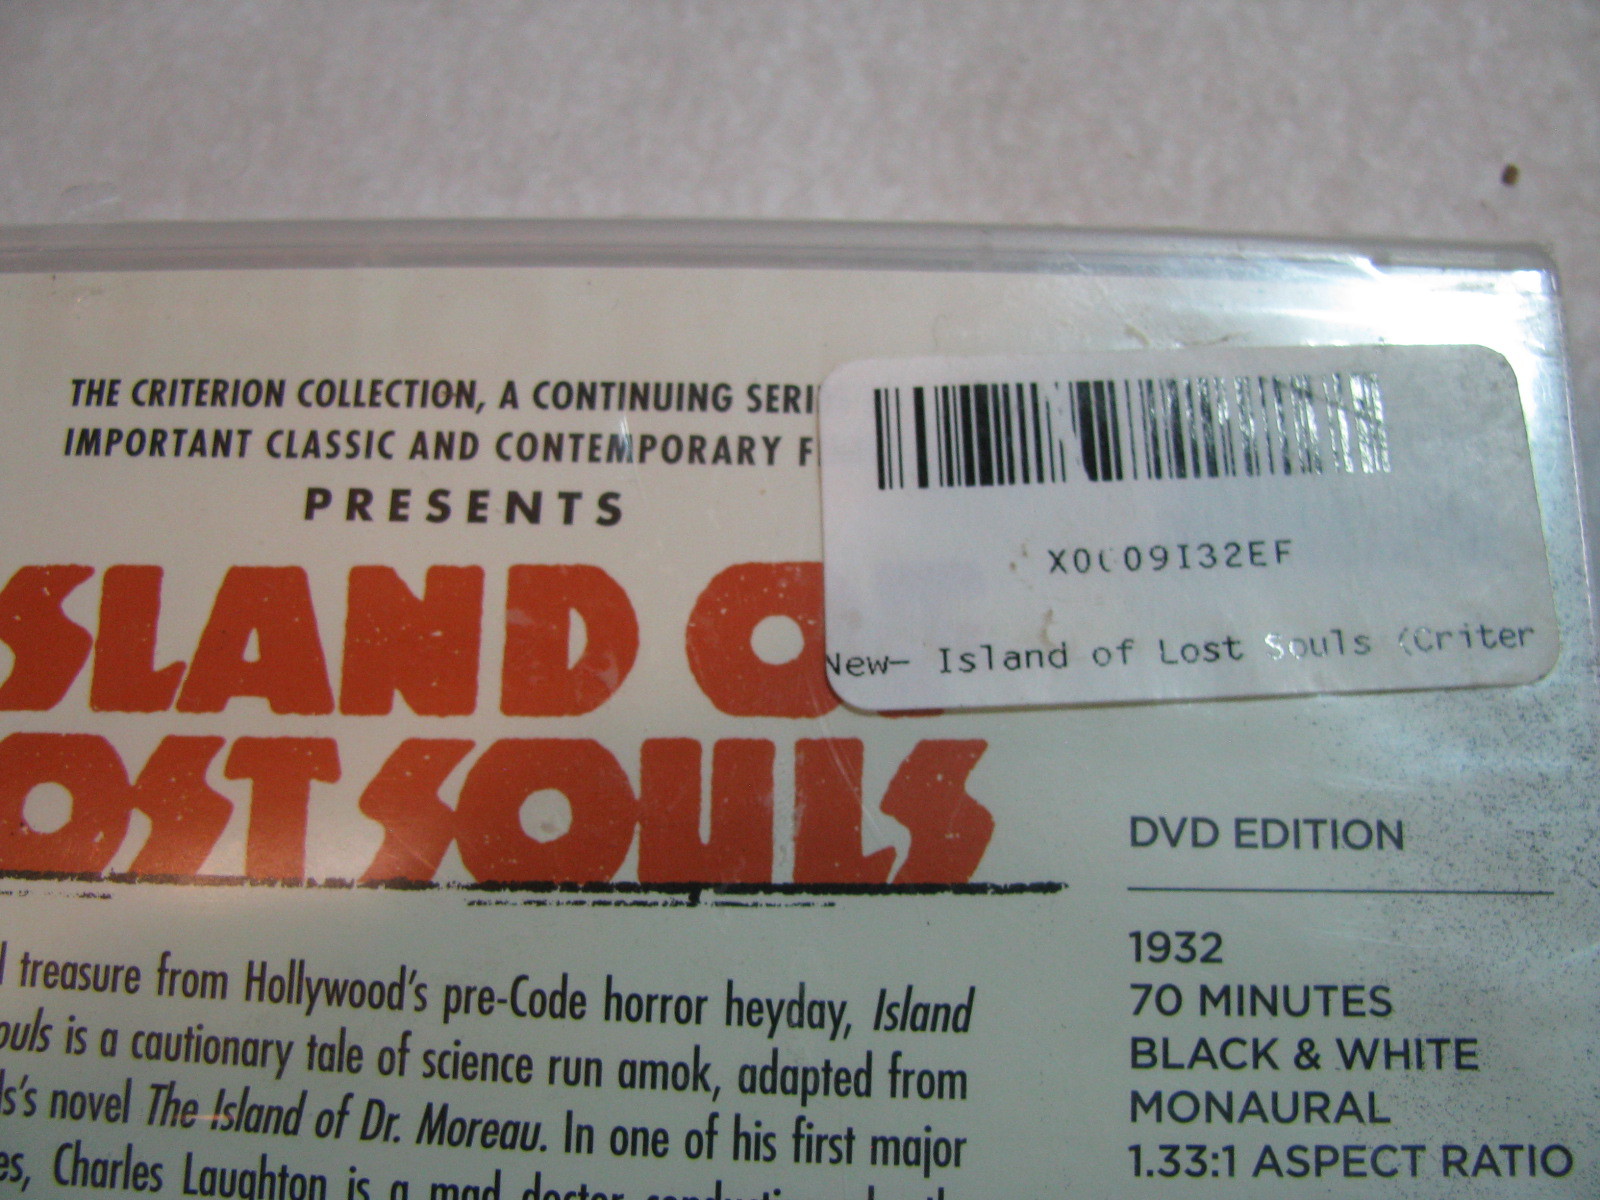 THE CRITERION COLLECTION, A CONTINUING SERI
IMPORTANT CLASSIC AND CONTEMPORARY F
PRESENTS
SLAND O
OST SOULS
X0009I32EF
New- Island of Lost Souls (Criter
DVD EDITION
1932
70 MINUTES
BLACK & WHITE
MONAURAL
1.33:1 ASPECT RATIO
treasure from Hollywood's pre-Code horror heyday, Island
ouls is a cautionary tale of science run amok, adapted from
ls's novel The Island of Dr. Moreau. In one of his first major
es, Charles Laughton is a mad doctor